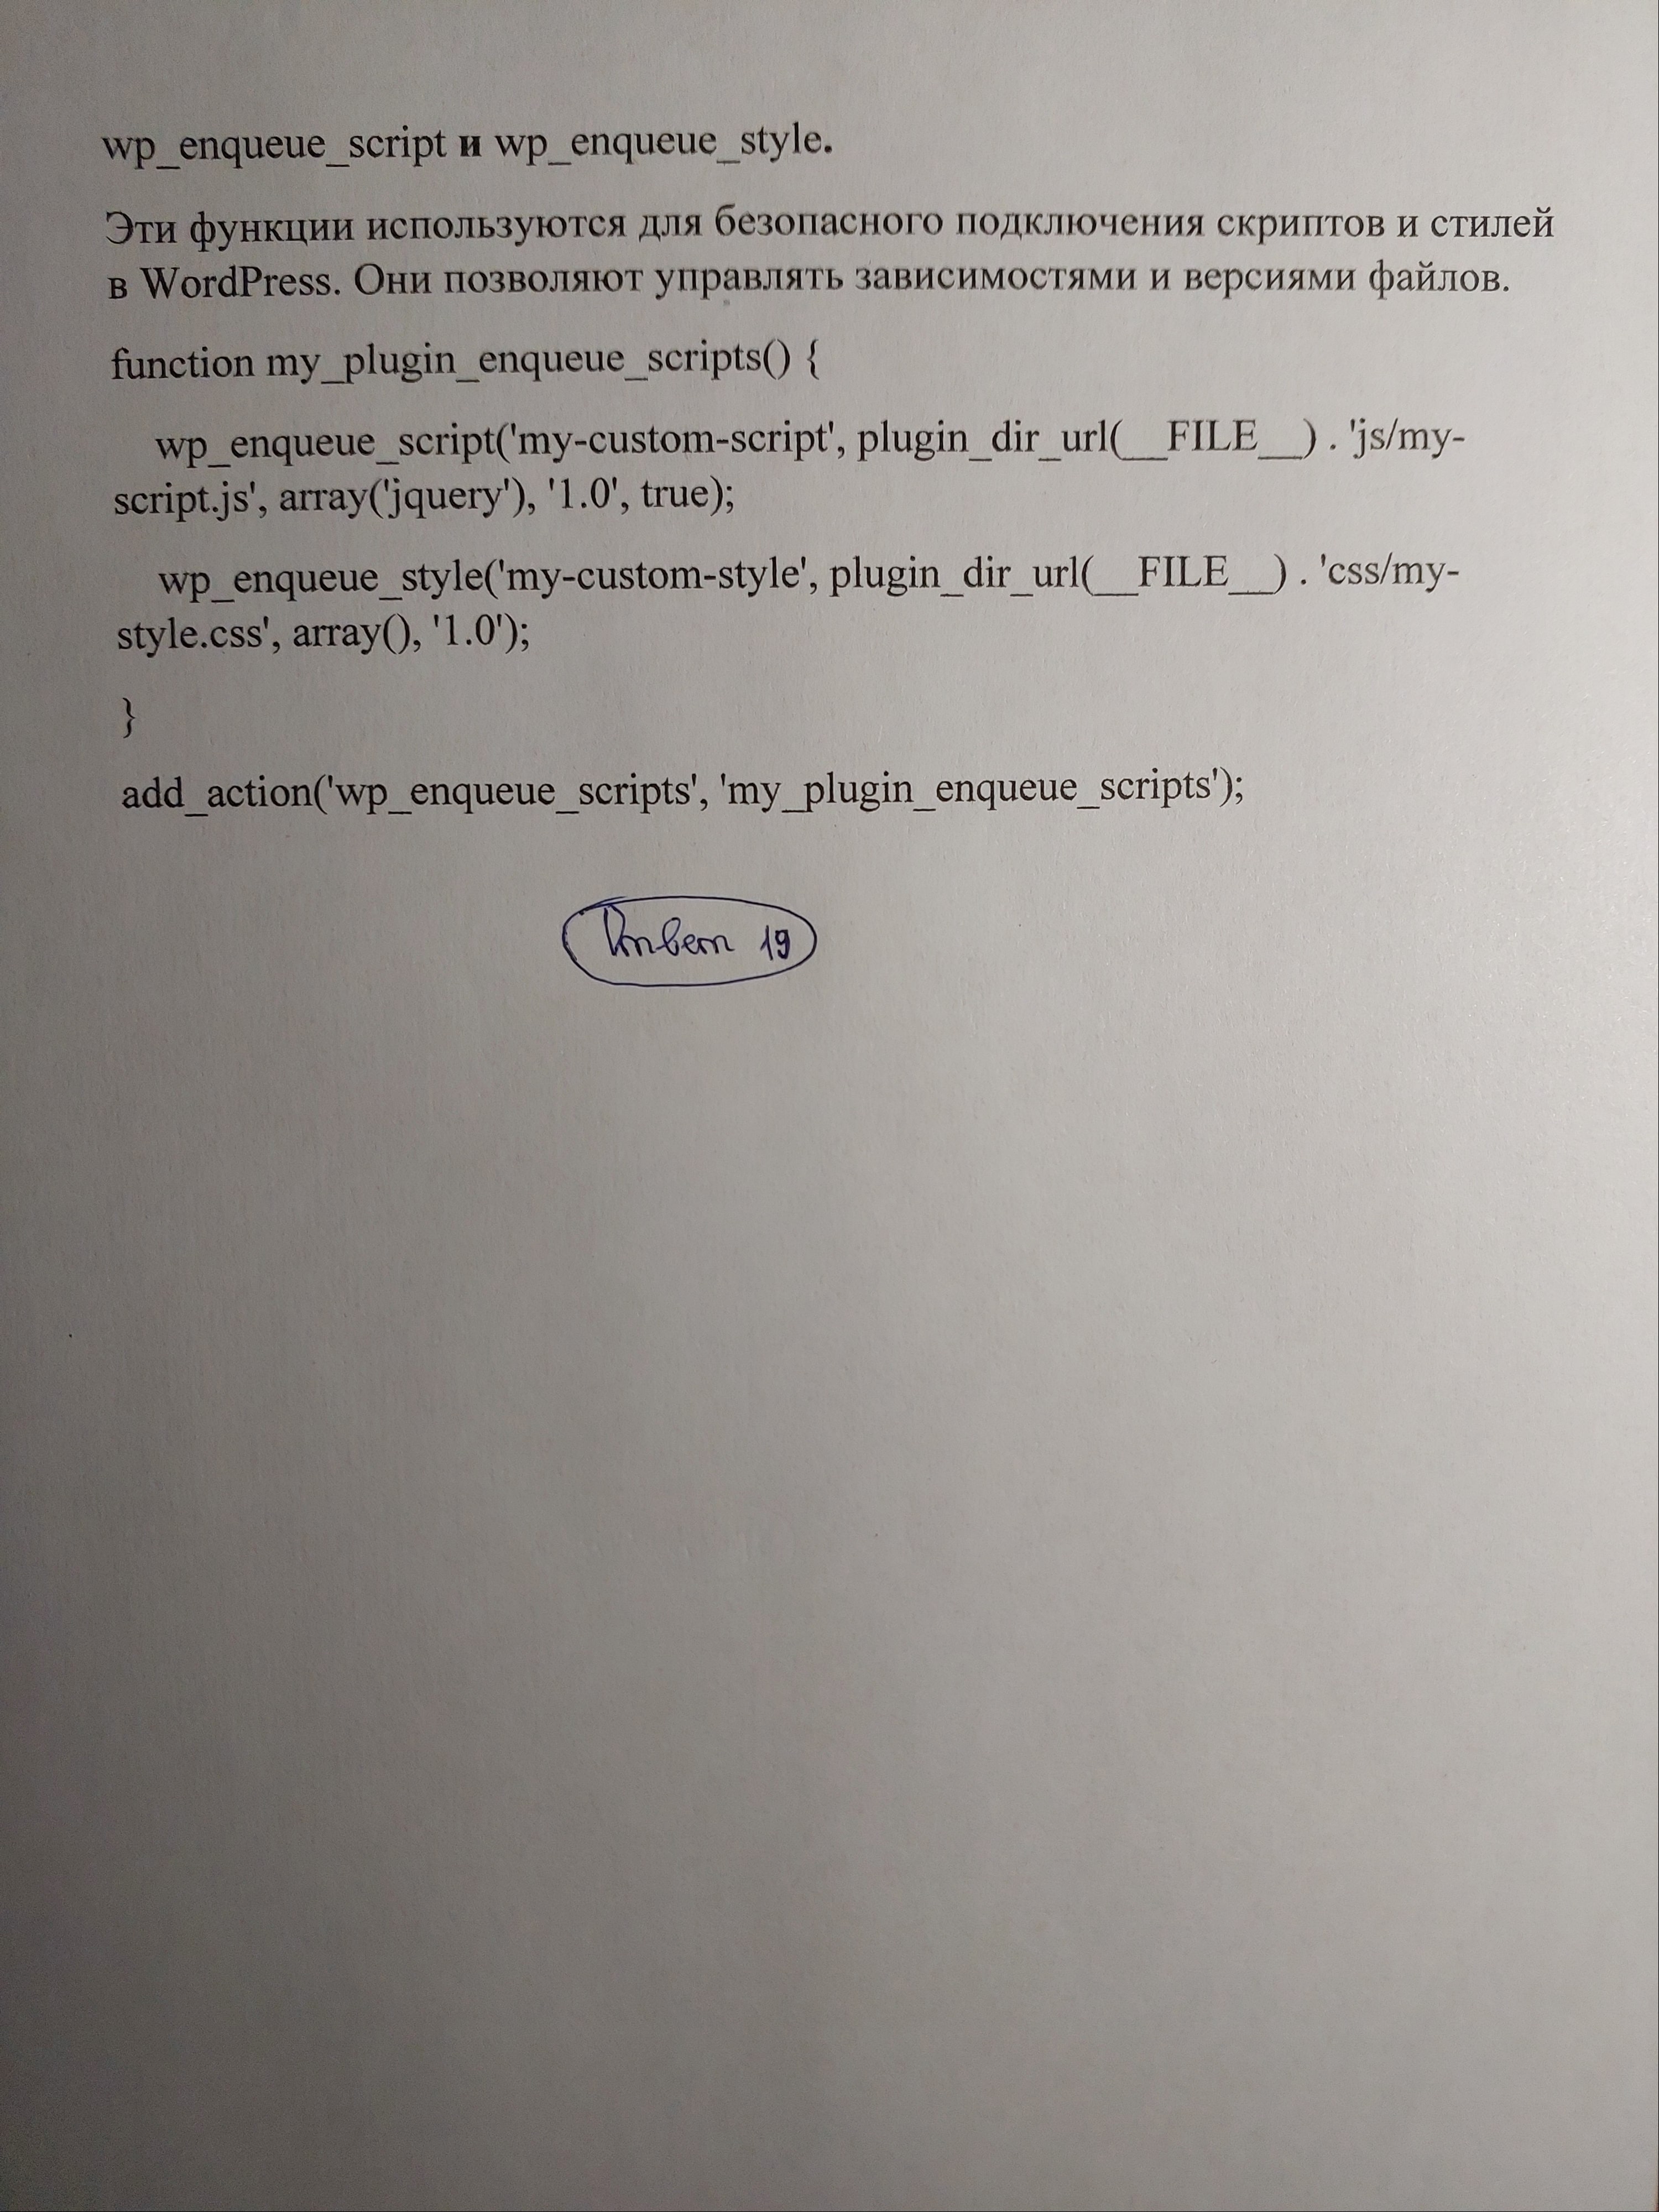 wp_enqueue_script и wp_enqueue_style.
Эти функции используются для безопасного подключения скриптов и стилей
в WordPress. Они позволяют управлять зависимостями и версиями файлов.
function my_plugin_enqueue_scripts() {
wp_enqueue_script('my-custom-script', plugin_dir_url(__FILE__) . 'js/my-
script.js', array('jquery'), '1.0', true);
wp_enqueue_style('my-custom-style', plugin_dir_url(__FILE__) . 'css/my-
style.css', array(), '1.0');
}
add_action('wp_enqueue_scripts', 'my_plugin_enqueue_scripts');
Ответ 19